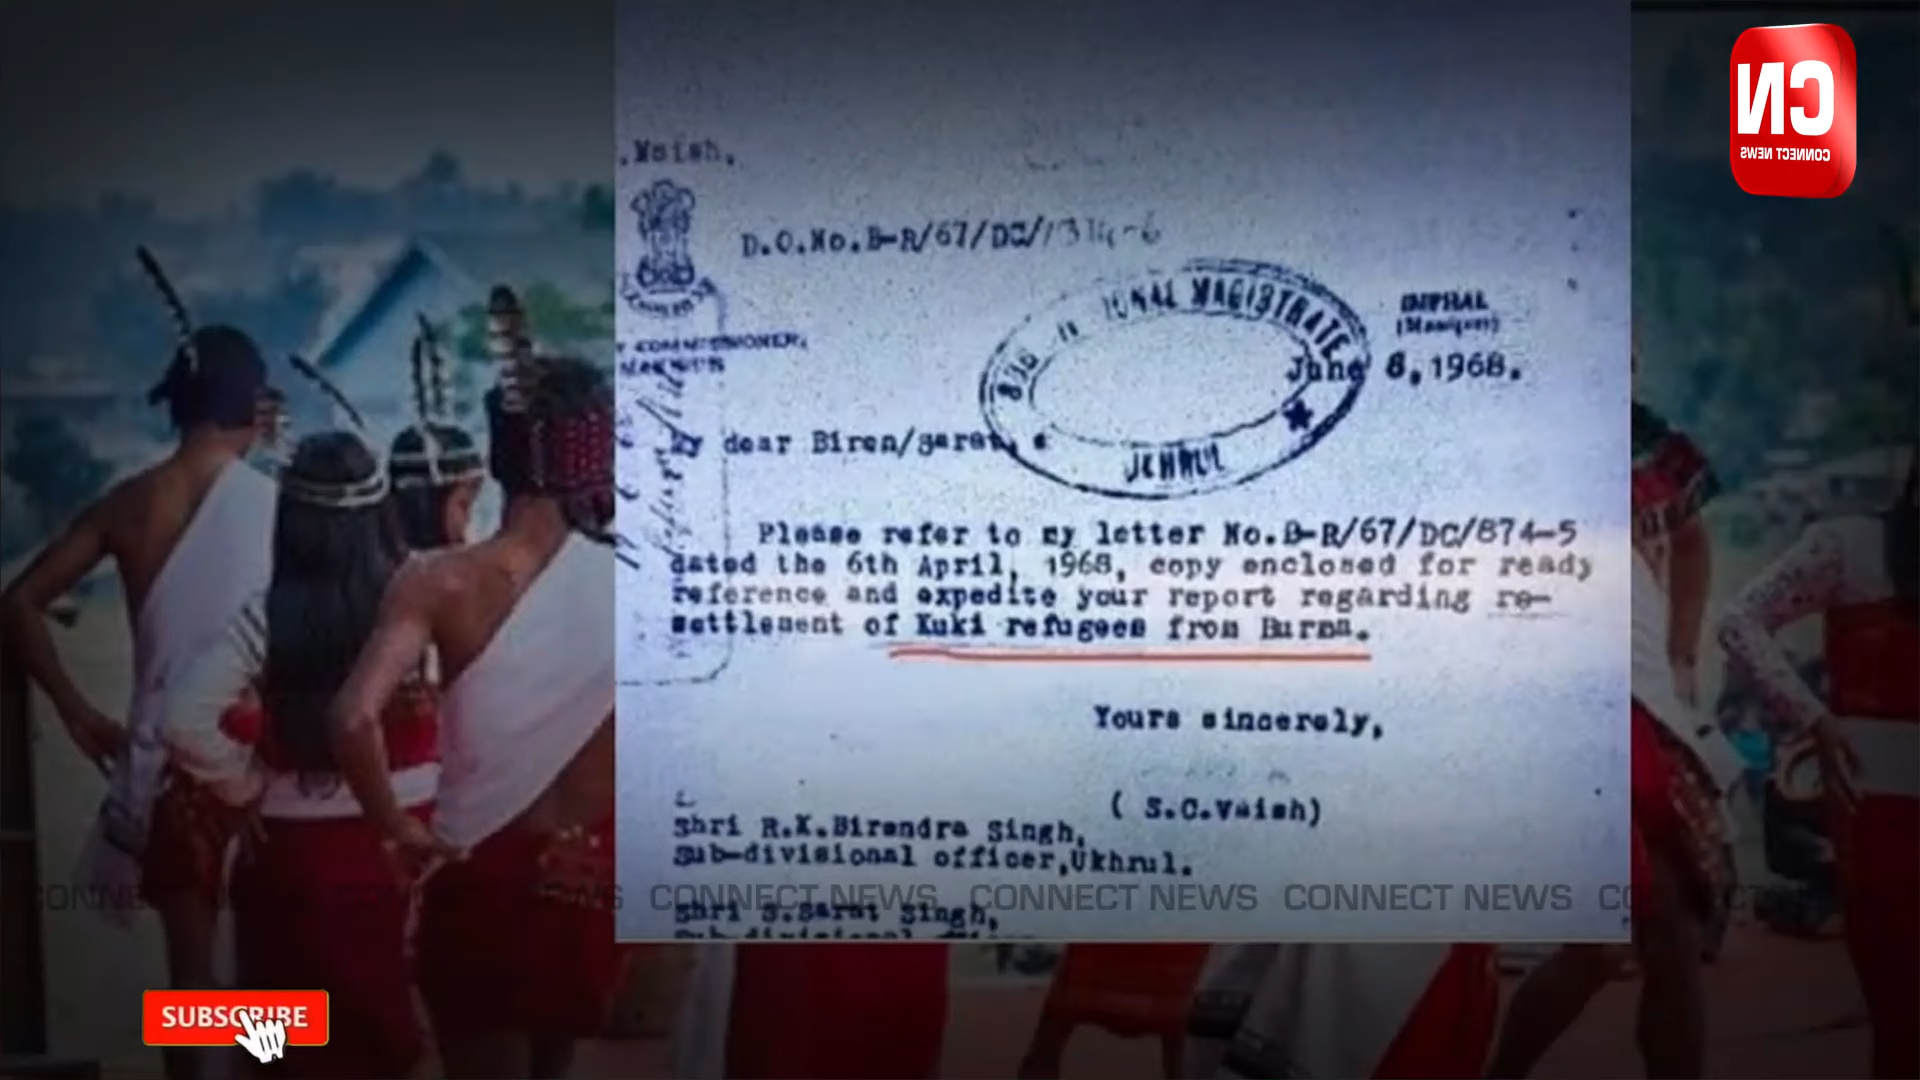 CN
CONNECT NEWS
D.O.No.B-R/67/DC/
COMMISSIONER,
MAGISTRATE
IMPHAL
(Manipur)
June 8, 1968.
dear Biren/Sarat,
Please refer to my letter No.B-R/67/DC/874-5
dated the 6th April, 1968, copy enclosed for ready
reference and expedite your report regarding re-
settlement of Kuki refugees from Burma.
Yours sincerely,
( S.C.Vaish)
Shri R.K.Birendra Singh,
Sub-divisional officer,Ukhrul.
CONNECT NEWS CONNECT NEWS CONNECT NEWS
Shri S.Sarat Singh,
SUBSCRIBE